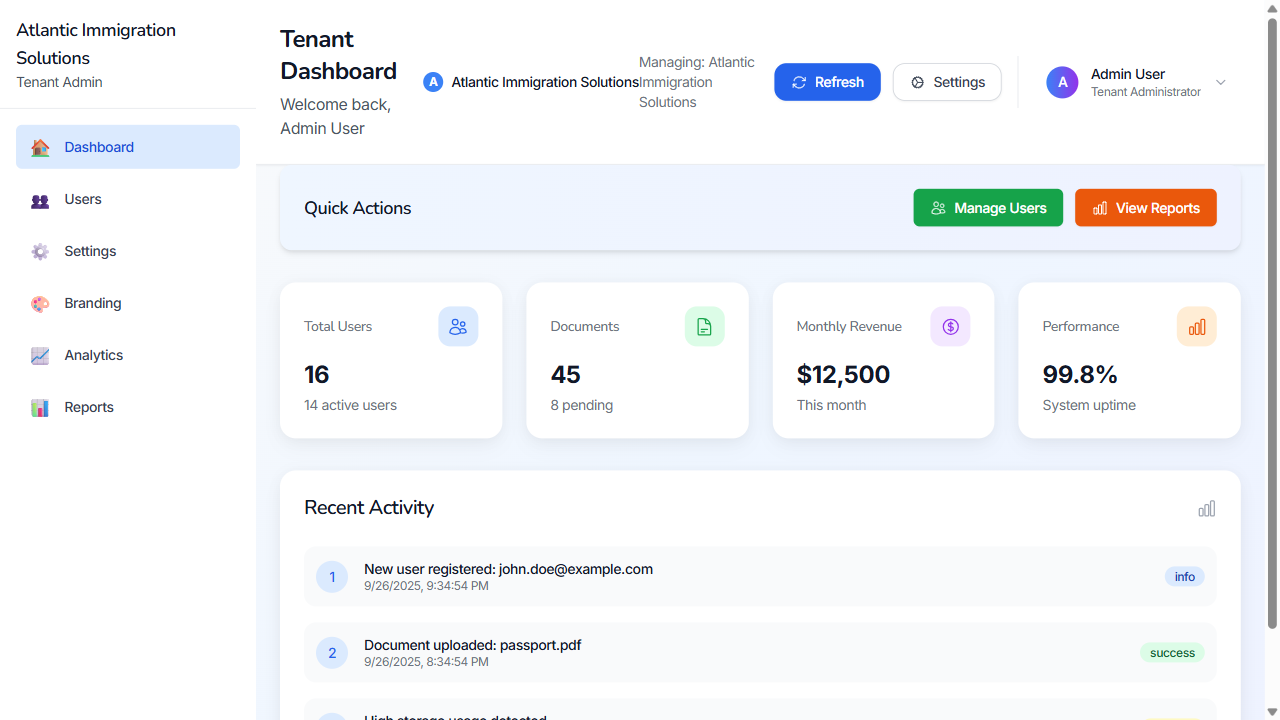 Atlantic Immigration
Solutions
Tenant Admin
Dashboard
Users
Settings
Branding
Analytics
Reports
Tenant
Dashboard
Welcome back,
Admin User
A
Atlantic Immigration Solutions
Managing: Atlantic
Immigration
Solutions
Refresh
Settings
A
Admin User
Tenant Administrator
Quick Actions
Manage Users
View Reports
Total Users
16
14 active users
Documents
45
8 pending
Monthly Revenue
$12,500
This month
Performance
99.8%
System uptime
Recent Activity
1
New user registered: john.doe@example.com
9/26/2025, 9:34:54 PM
info
2
Document uploaded: passport.pdf
9/26/2025, 8:34:54 PM
success
High storage usage detected